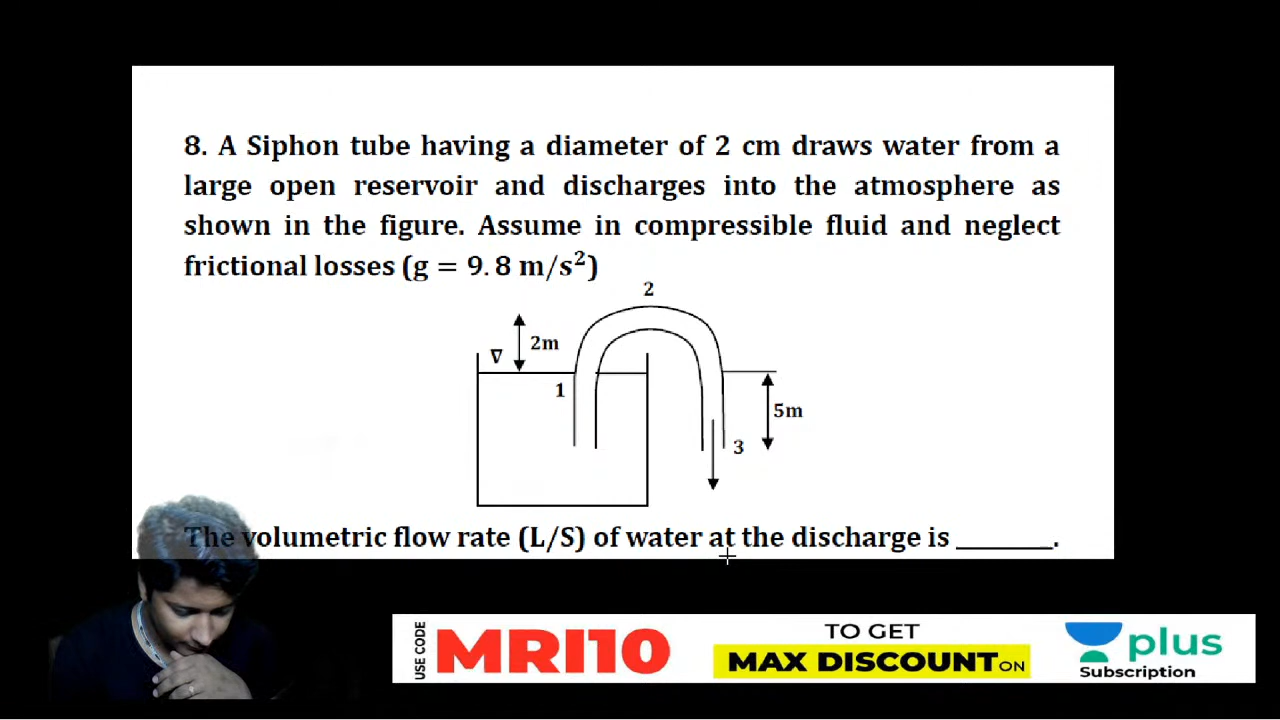 8. A Siphon tube having a diameter of 2 cm draws water from a
large open reservoir and discharges into the atmosphere as
shown in the figure. Assume in compressible fluid and neglect
frictional losses (g = 9.8 m/s²)
2
2m
∇
1
5m
3
The volumetric flow rate (L/S) of water at the discharge is ______.
USE CODE
MRI10
TO GET
MAX DISCOUNT ON
plus
Subscription